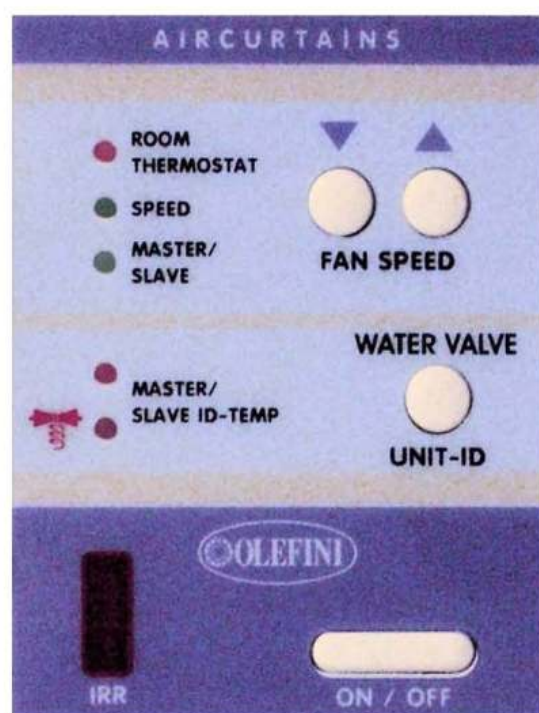 AIRCURTAINS
ROOM
THERMOSTAT
SPEED
MASTER/
SLAVE
FAN SPEED
WATER VALVE
MASTER/
SLAVE ID-TEMP
UNIT-ID
OLEFINI
IRR
ON / OFF